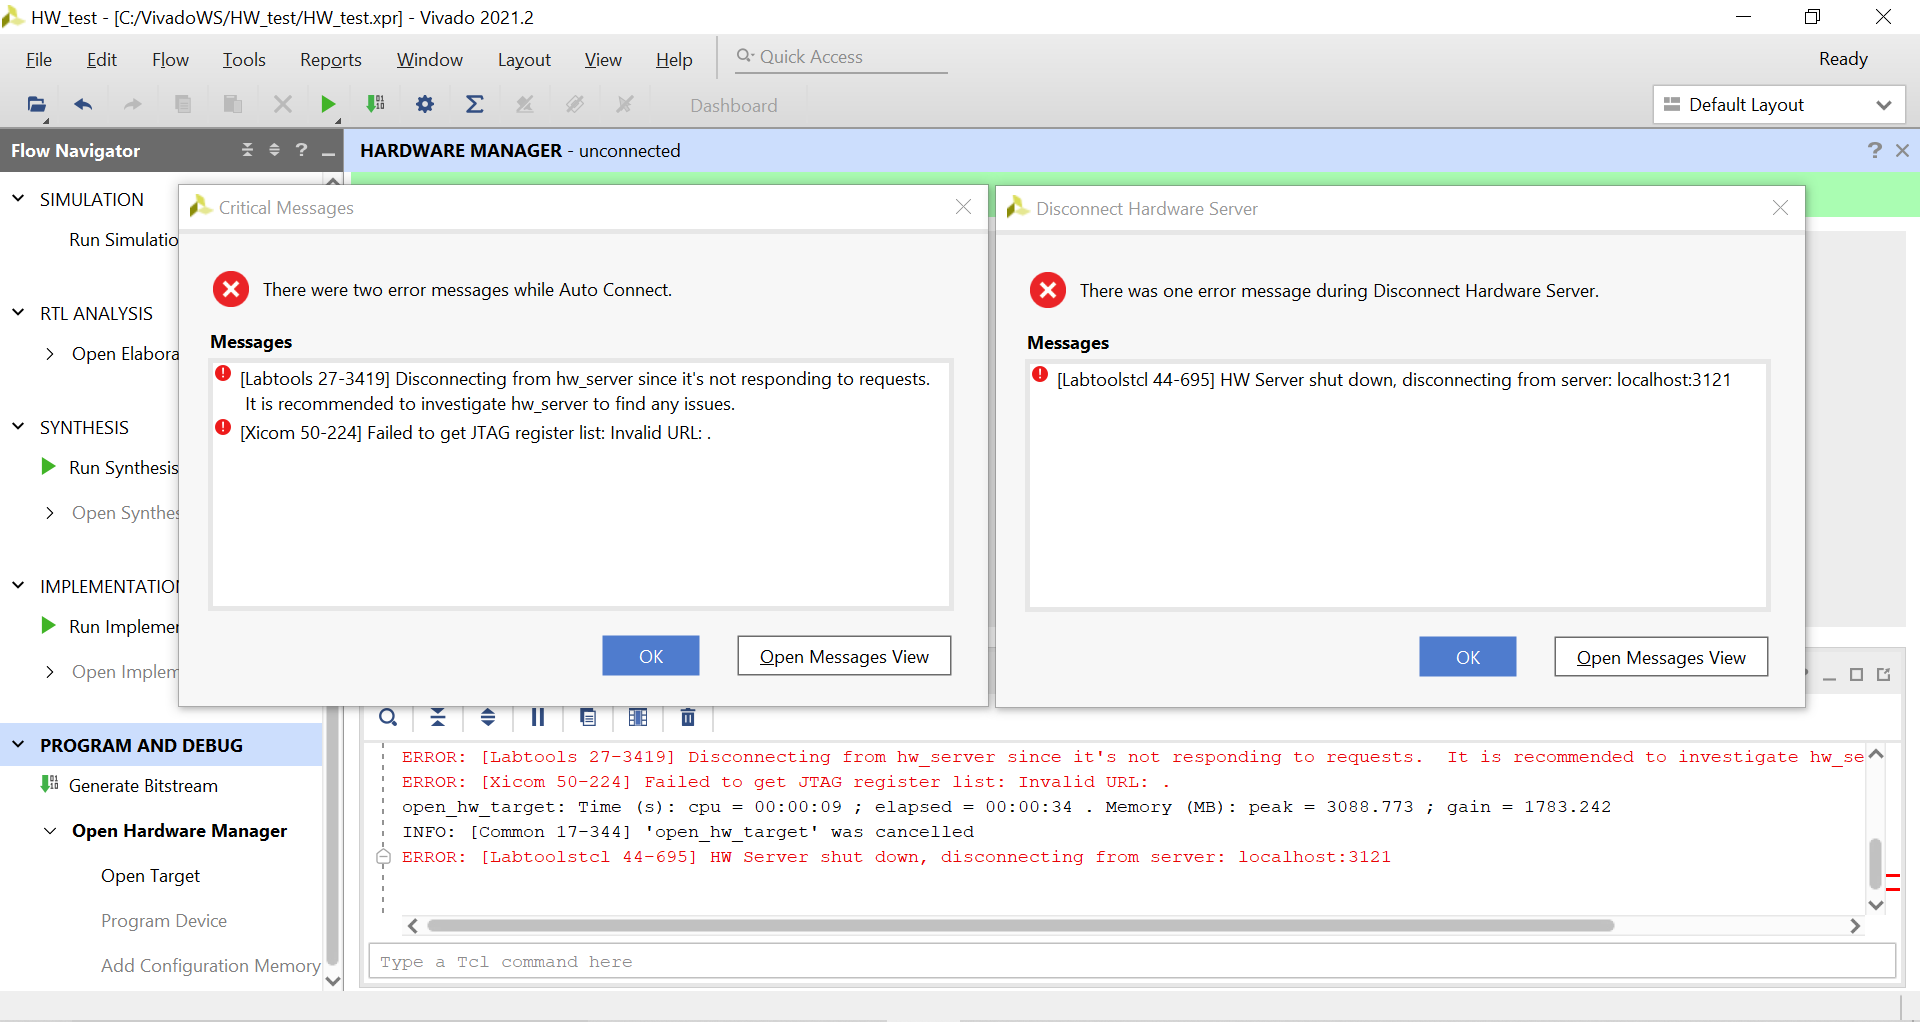 HW_test - [C:/VivadoWS/HW_test/HW_test.xpr] - Vivado 2021.2
File Edit Flow Tools Reports Window Layout View Help Quick Access Ready
Dashboard Default Layout
Flow Navigator
HARDWARE MANAGER - unconnected
SIMULATION
Run Simulatio
RTL ANALYSIS
Open Elabora
SYNTHESIS
Run Synthesis
Open Synthes
IMPLEMENTATION
Run Implemen
Open Implem
PROGRAM AND DEBUG
Generate Bitstream
Open Hardware Manager
Open Target
Program Device
Add Configuration Memory
Critical Messages
There were two error messages while Auto Connect.
Messages
[Labtools 27-3419] Disconnecting from hw_server since it's not responding to requests.
It is recommended to investigate hw_server to find any issues.
[Xicom 50-224] Failed to get JTAG register list: Invalid URL: .
OK Open Messages View
Disconnect Hardware Server
There was one error message during Disconnect Hardware Server.
Messages
[Labtoolstcl 44-695] HW Server shut down, disconnecting from server: localhost:3121
OK Open Messages View
ERROR: [Labtools 27-3419] Disconnecting from hw_server since it's not responding to requests.  It is recommended to investigate hw_se
ERROR: [Xicom 50-224] Failed to get JTAG register list: Invalid URL: .
open_hw_target: Time (s): cpu = 00:00:09 ; elapsed = 00:00:34 . Memory (MB): peak = 3088.773 ; gain = 1783.242
INFO: [Common 17-344] 'open_hw_target' was cancelled
ERROR: [Labtoolstcl 44-695] HW Server shut down, disconnecting from server: localhost:3121
Type a Tcl command here